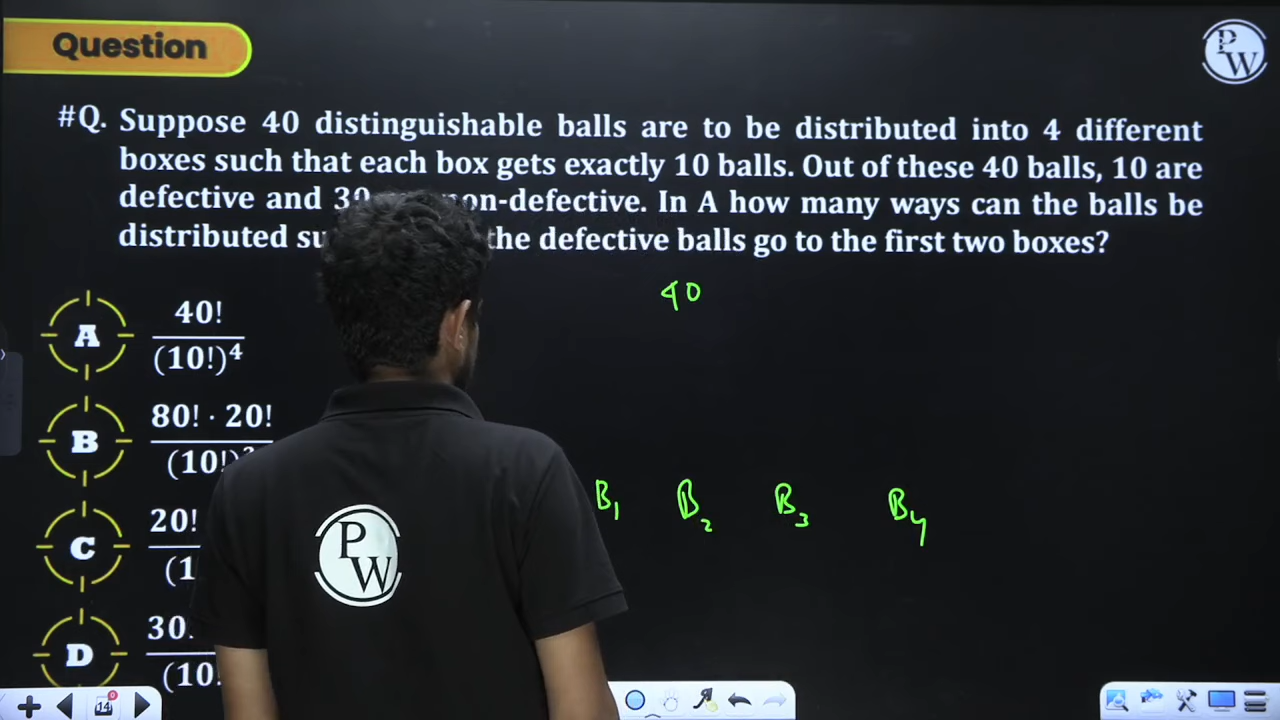 Question
P
W
#Q. Suppose 40 distinguishable balls are to be distributed into 4 different
boxes such that each box gets exactly 10 balls. Out of these 40 balls, 10 are
defective and 30 non-defective. In A how many ways can the balls be
distributed the defective balls go to the first two boxes?
40
A 40! / (10!)⁴
B 80! · 20! / (10!)
C 20!
D 30! / (10!
B₁ B₂ B₃ B₄
P
W
14 0